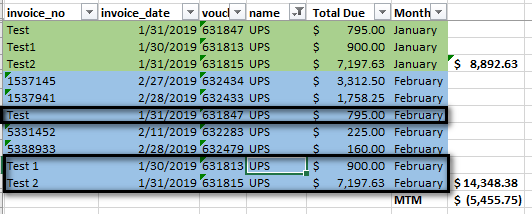 invoice_no invoice_date vouch name Total Due Month
Test 1/31/2019 631847 UPS $ 795.00 January
Test1 1/30/2019 631813 UPS $ 900.00 January
Test2 1/31/2019 631815 UPS $ 7,197.63 January $ 8,892.63
1537145 2/27/2019 632434 UPS $ 3,312.50 February
1537941 2/28/2019 632433 UPS $ 1,758.25 February
Test 1/31/2019 631847 UPS $ 795.00 February
5331452 2/11/2019 632283 UPS $ 225.00 February
5338933 2/28/2019 632479 UPS $ 160.00 February
Test 1 1/30/2019 631813 UPS $ 900.00 February
Test 2 1/31/2019 631815 UPS $ 7,197.63 February $ 14,348.38
MTM $ (5,455.75)